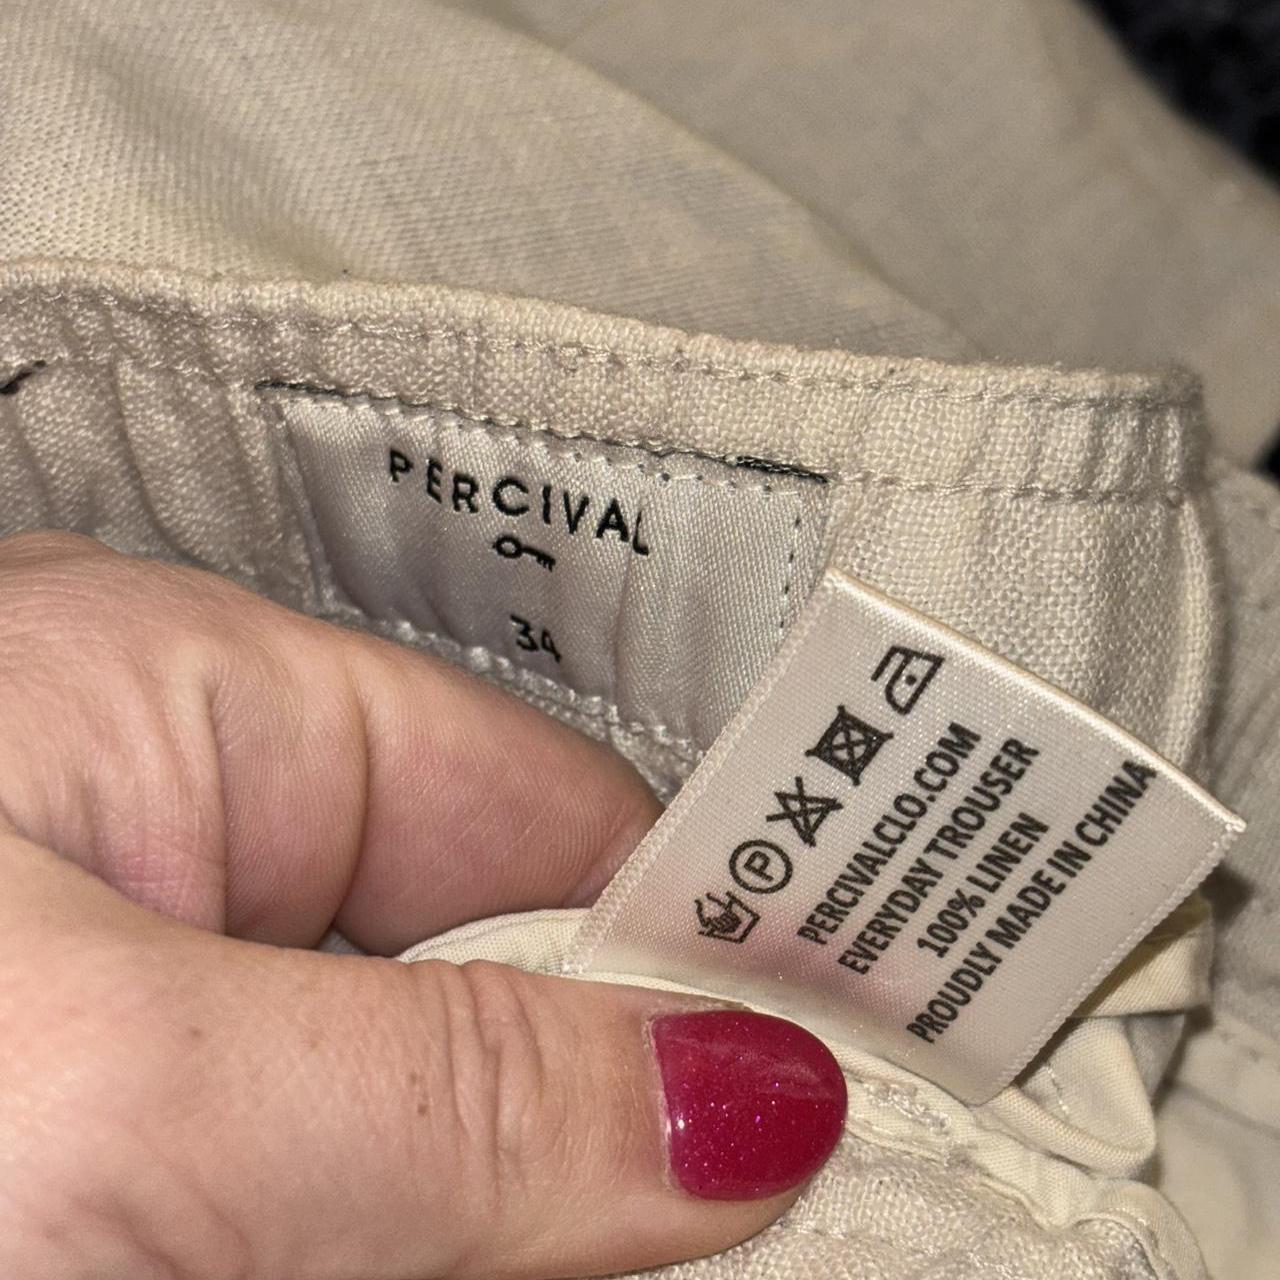 PERCIVAL
34
P
PERCIVALCLO.COM
EVERYDAY TROUSER
100% LINEN
PROUDLY MADE IN CHINA